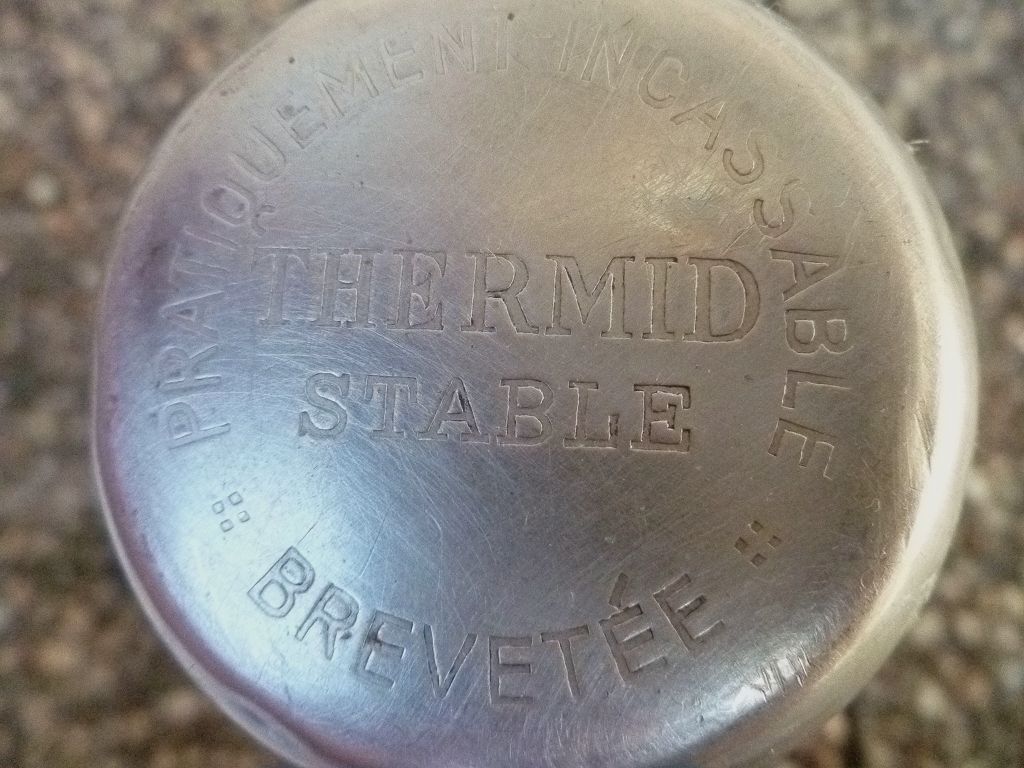 PRATIQUEMENT-INCASSABLE
THERMID
STABLE
BREVETÉE